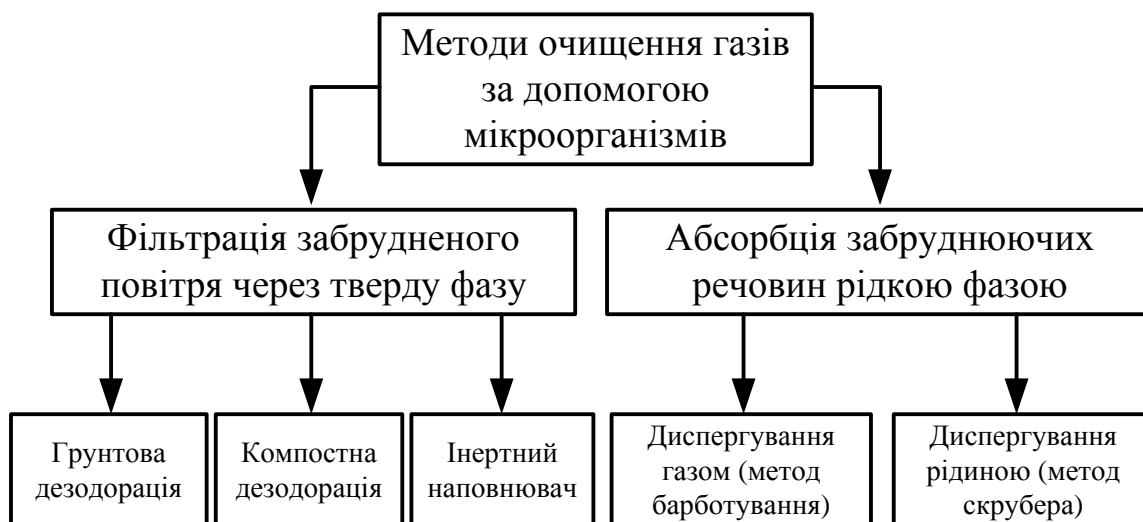 Методи очищення газів
за допомогою
мікроорганізмів
Фільтрація забрудненого
повітря через тверду фазу
Абсорбція забруднюючих
речовин рідкою фазою
Грунтова
дезодорація
Компостна
дезодорація
Інертний
наповнювач
Диспергування
газом (метод
барботування)
Диспергування
рідиною (метод
скрубера)